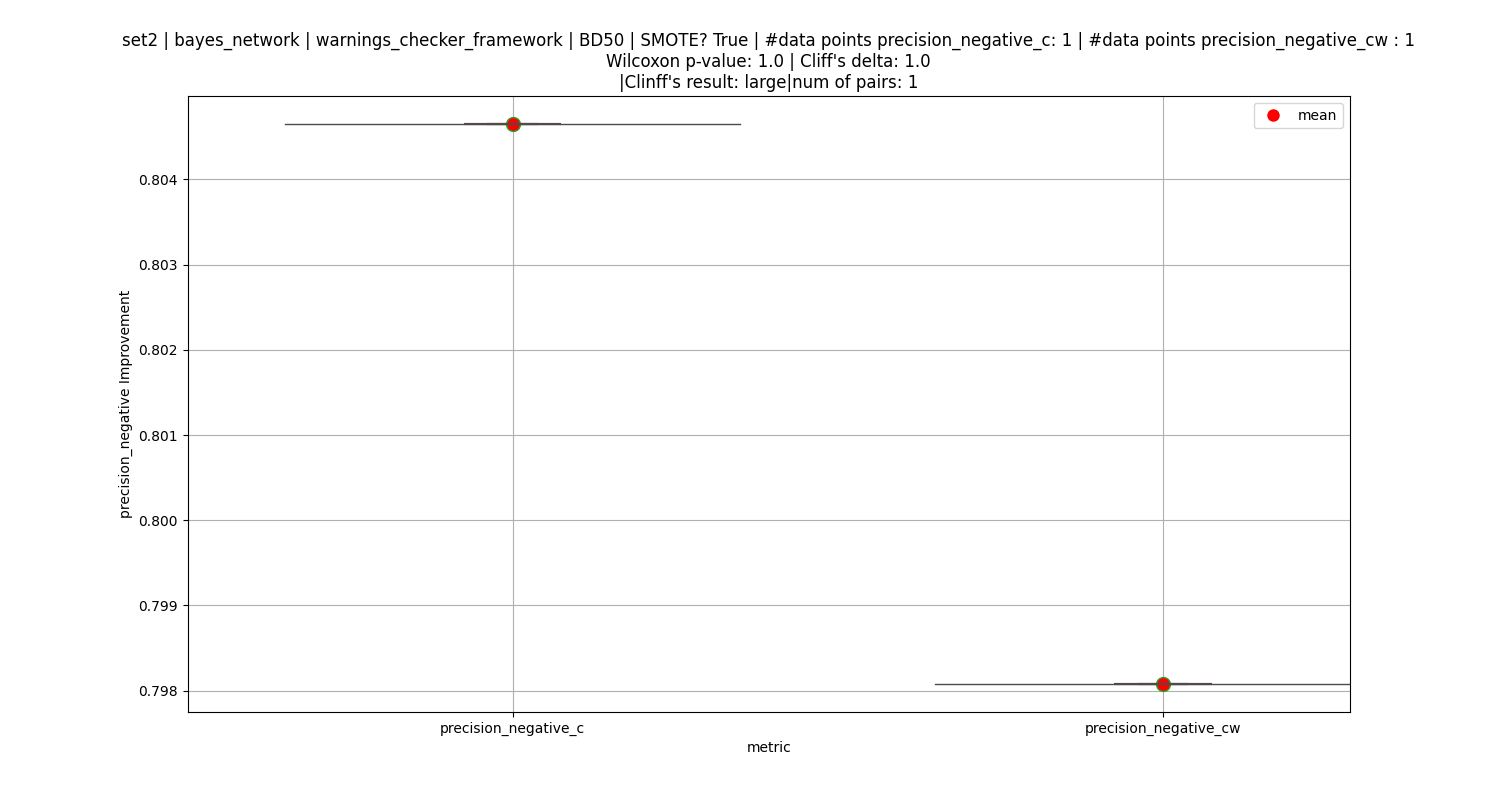 set2 | bayes_network | warnings_checker_framework | BD50 | SMOTE? True | #data points precision_negative_c: 1 | #data points precision_negative_cw : 1
Wilcoxon p-value: 1.0 | Cliff's delta: 1.0
|Clinff's result: large|num of pairs: 1
mean
0.804
0.803
0.802
0.801
0.800
0.799
0.798
precision_negative Improvement
precision_negative_c
precision_negative_cw
metric